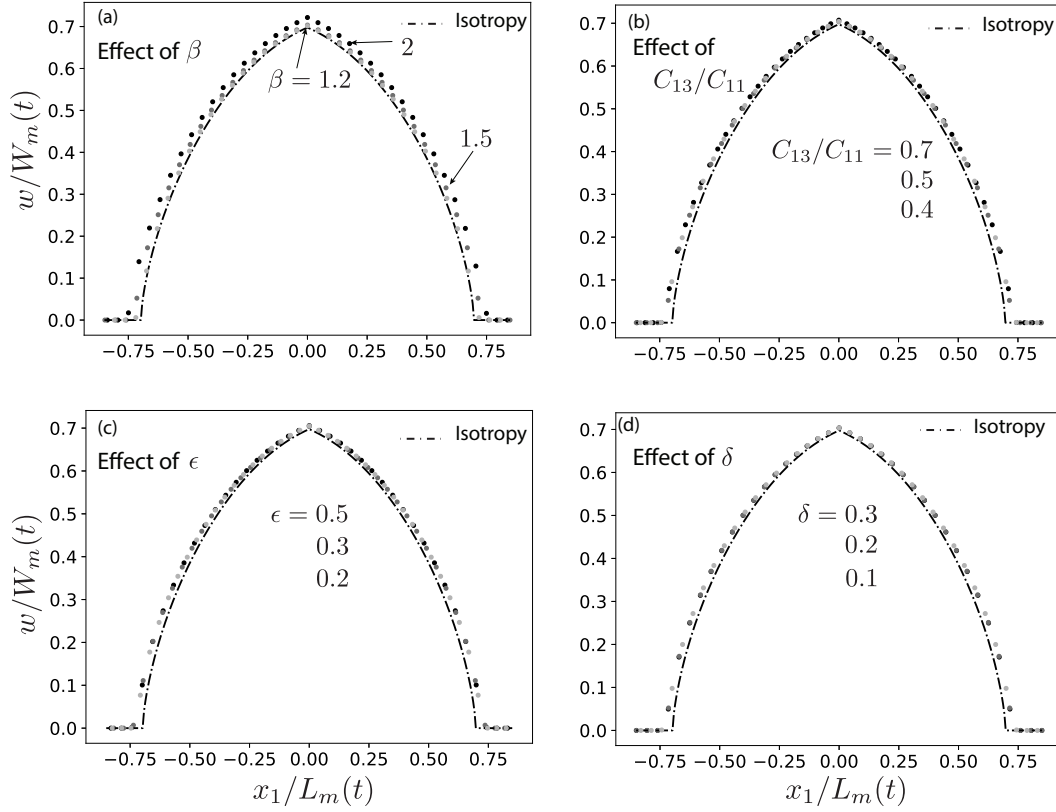 (a)
Isotropy
Effect of β
2
β = 1.2
1.5
w/W_m(t)
0.7
0.6
0.5
0.4
0.3
0.2
0.1
0.0
−0.75 −0.50 −0.25 0.00 0.25 0.50 0.75
(b)
Isotropy
Effect of
C_13/C_11
C_13/C_11 = 0.7
0.5
0.4
0.7
0.6
0.5
0.4
0.3
0.2
0.1
0.0
−0.75 −0.50 −0.25 0.00 0.25 0.50 0.75
(c)
Isotropy
Effect of ϵ
ϵ = 0.5
0.3
0.2
w/W_m(t)
0.7
0.6
0.5
0.4
0.3
0.2
0.1
0.0
−0.75 −0.50 −0.25 0.00 0.25 0.50 0.75
x_1/L_m(t)
(d)
Isotropy
Effect of δ
δ = 0.3
0.2
0.1
0.7
0.6
0.5
0.4
0.3
0.2
0.1
0.0
−0.75 −0.50 −0.25 0.00 0.25 0.50 0.75
x_1/L_m(t)